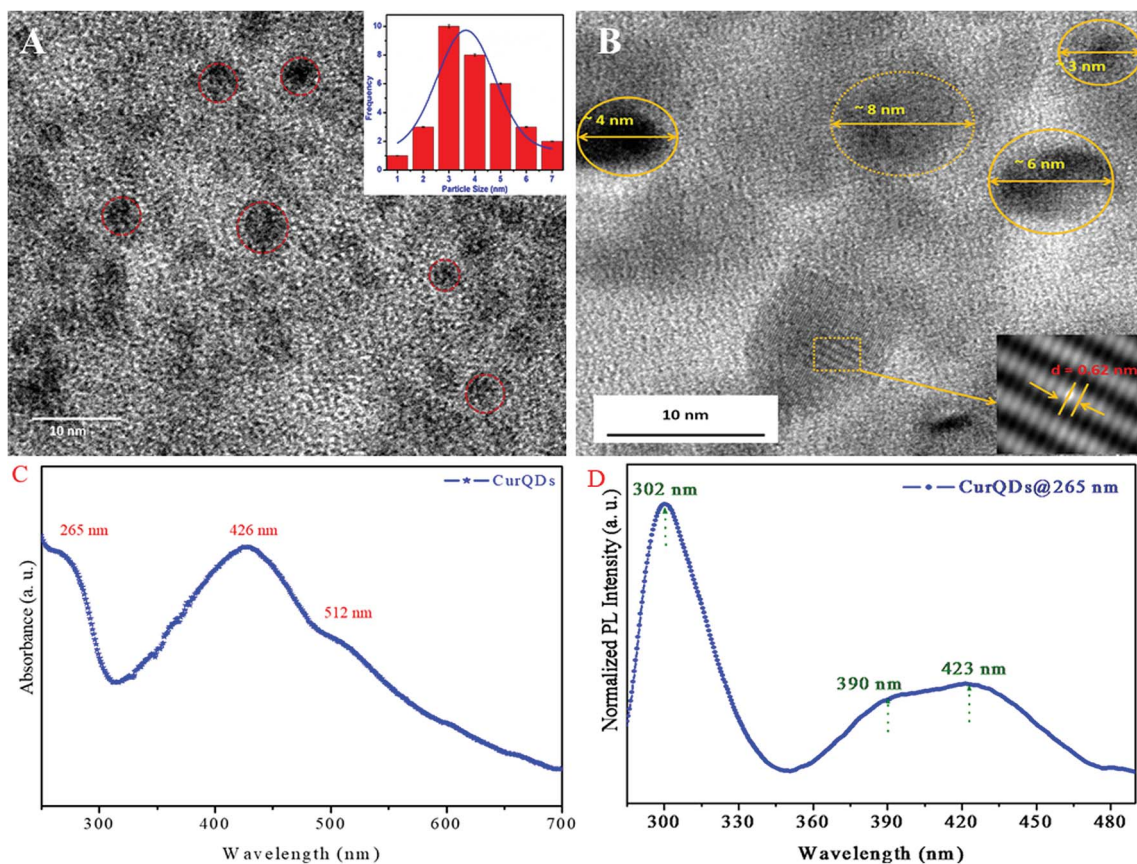 A
10 nm
Frequency
10
8
6
4
2
0
1 2 3 4 5 6 7
Particle Size (nm)
B
~ 4 nm
~ 8 nm
~ 3 nm
~ 6 nm
10 nm
d = 0.62 nm
C
CurQDs
265 nm
426 nm
512 nm
Absorbance (a. u.)
300 400 500 600 700
Wavelength (nm)
D
CurQDs@265 nm
302 nm
390 nm
423 nm
Normalized PL Intensity (a. u.)
300 330 360 390 420 450 480
Wavelength (nm)